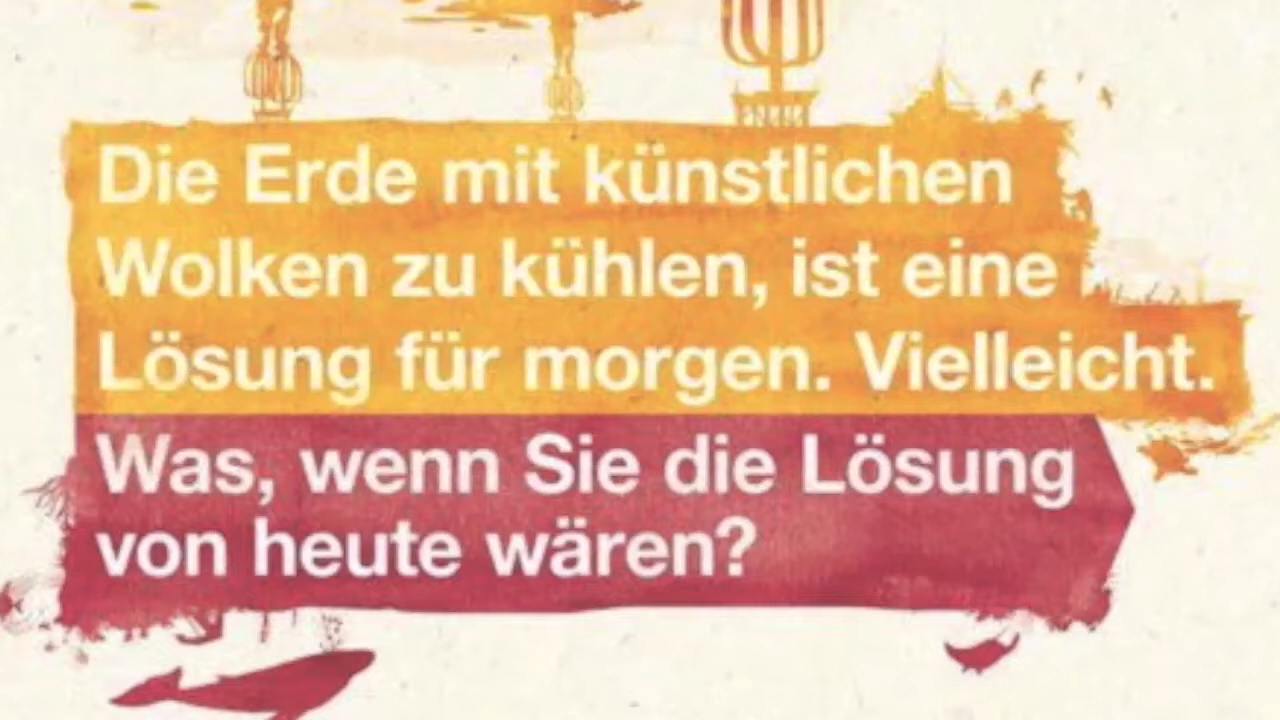 Die Erde mit künstlichen
Wolken zu kühlen, ist eine
Lösung für morgen. Vielleicht.
Was, wenn Sie die Lösung
von heute wären?